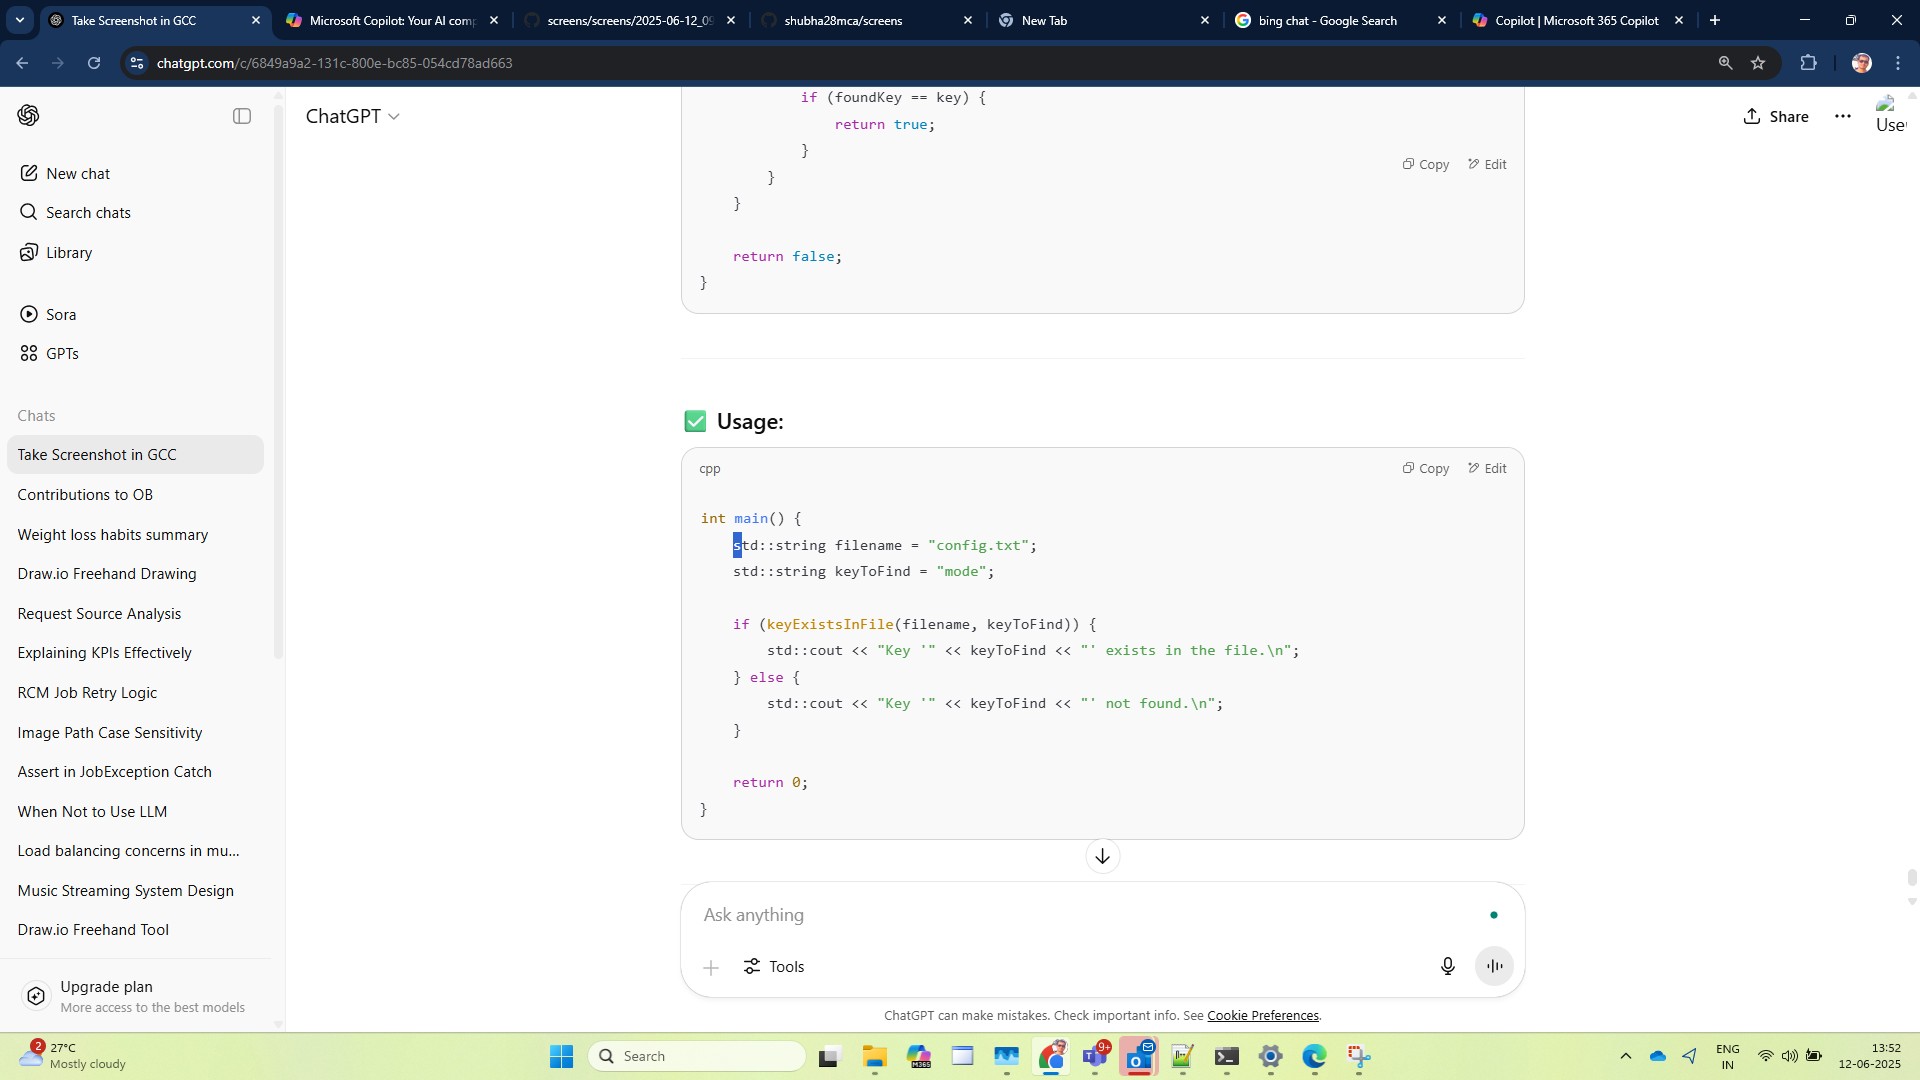 Take Screenshot in GCC
Microsoft Copilot: Your AI comp
screens/screens/2025-06-12_09
shubha28mca/screens
New Tab
bing chat - Google Search
Copilot | Microsoft 365 Copilot
chatgpt.com/c/6849a9a2-131c-800e-bc85-054cd78ad663
ChatGPT
Share
User
New chat
Search chats
Library
Sora
GPTs
Chats
Take Screenshot in GCC
Contributions to OB
Weight loss habits summary
Draw.io Freehand Drawing
Request Source Analysis
Explaining KPIs Effectively
RCM Job Retry Logic
Image Path Case Sensitivity
Assert in JobException Catch
When Not to Use LLM
Load balancing concerns in mu...
Music Streaming System Design
Draw.io Freehand Tool
Upgrade plan
More access to the best models
if (foundKey == key) {
return true;
}
Copy Edit
}
}
return false;
}
✅ Usage:
cpp
Copy Edit
int main() {
std::string filename = "config.txt";
std::string keyToFind = "mode";
if (keyExistsInFile(filename, keyToFind)) {
std::cout << "Key '" << keyToFind << "' exists in the file.\n";
} else {
std::cout << "Key '" << keyToFind << "' not found.\n";
}
return 0;
}
Ask anything
Tools
ChatGPT can make mistakes. Check important info. See Cookie Preferences.
2
27°C
Mostly cloudy
Search
M365
9+
ENG
IN
13:52
12-06-2025